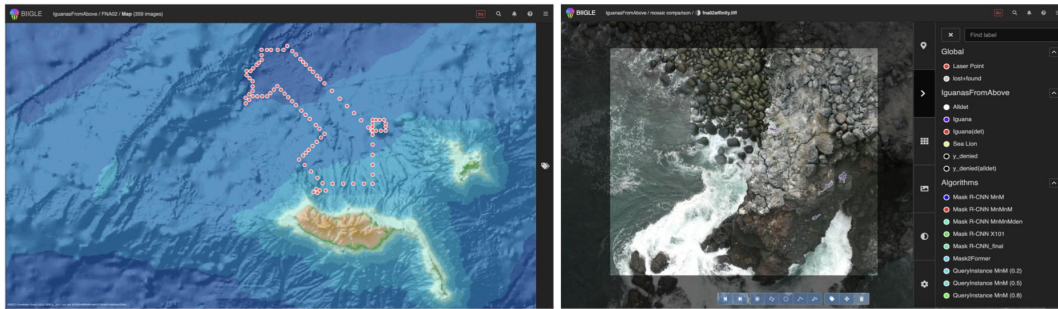 BIIGLE
IguanasFromAbove / FNA02 / Map (359 images)
BIIGLE
IguanasFromAbove / mosaic comparison / fna02affinity.tiff
Find label
Global
Laser Point
lost+found
IguanasFromAbove
Alldet
Iguana
Iguana(det)
Sea Lion
y_denied
y_denied(alldet)
Algorithms
Mask R-CNN MnM
Mask R-CNN MnMnM
Mask R-CNN MnMnMden
Mask R-CNN X101
Mask R-CNN_final
Mask2Former
QueryInstance MnM (0.2)
QueryInstance MnM (0.5)
QueryInstance MnM (0.8)